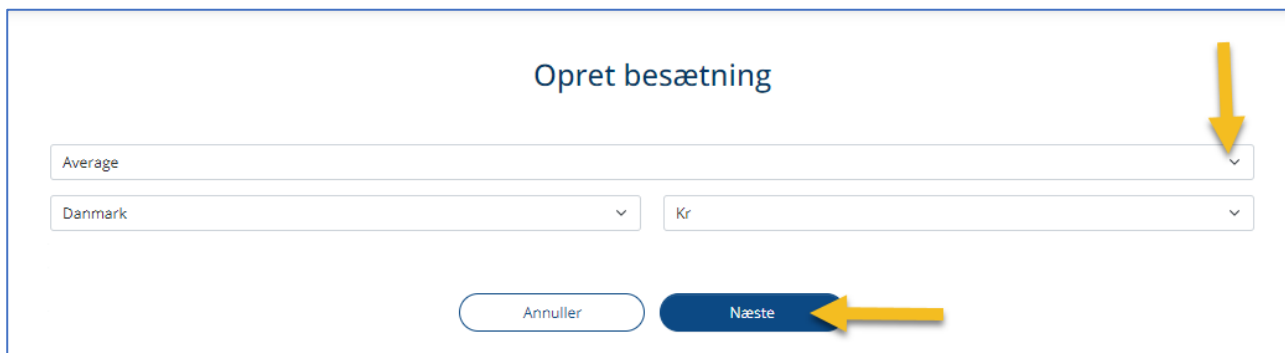 Opret besætning
Average
Danmark
Kr
Annuller
Næste